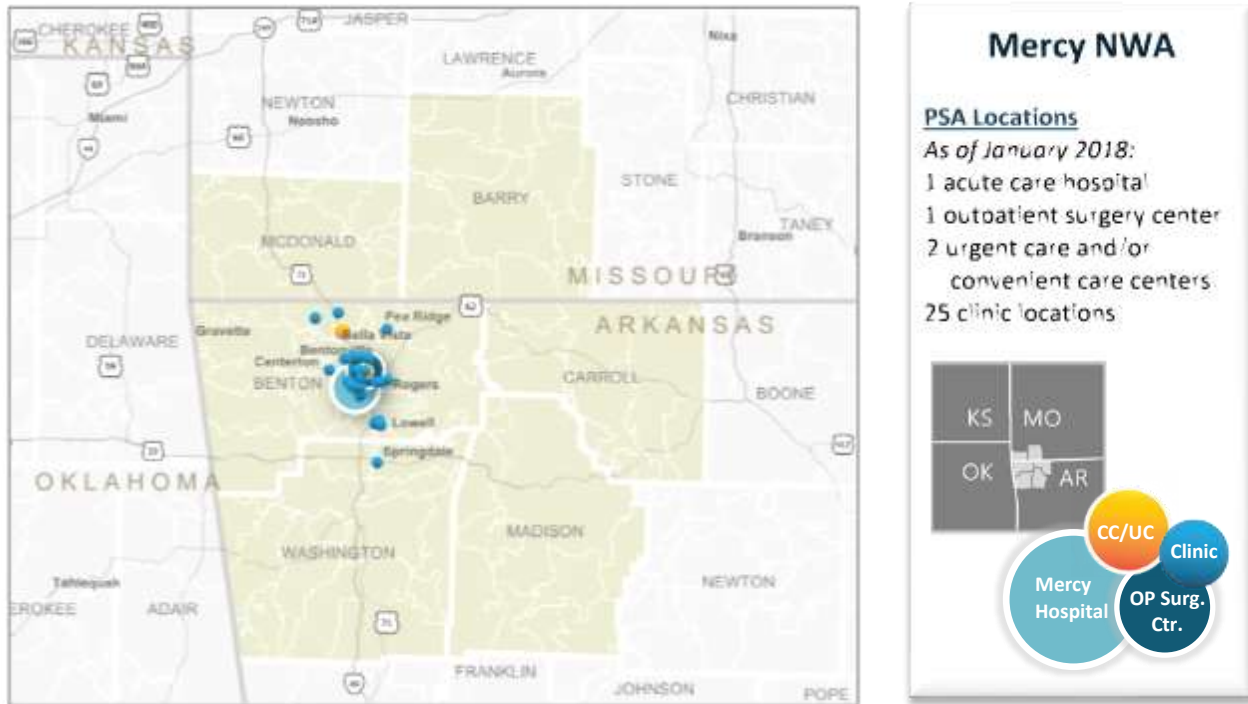 CHEROKEE
KANSAS
JASPER
LAWRENCE
Aurora
Nixa
NEWTON
Neosho
CHRISTIAN
Miami
STONE
BARRY
TANEY
Branson
MCDONALD
71
MISSOURI
62
Gravette
Pea Ridge
Bella Vista
ARKANSAS
DELAWARE
Bentonville
Centerton
BENTON
Rogers
CARROLL
BOONE
Lowell
Springdale
OKLAHOMA
MADISON
WASHINGTON
Tahlequah
NEWTON
EROKEE
ADAIR
71
FRANKLIN
JOHNSON
POPE
Mercy NWA
PSA Locations
As of January 2018:
1 acute care hospital
1 outpatient surgery center
2 urgent care and/or
convenient care centers
25 clinic locations
KS MO
OK AR
CC/UC
Clinic
Mercy
Hospital
OP Surg.
Ctr.